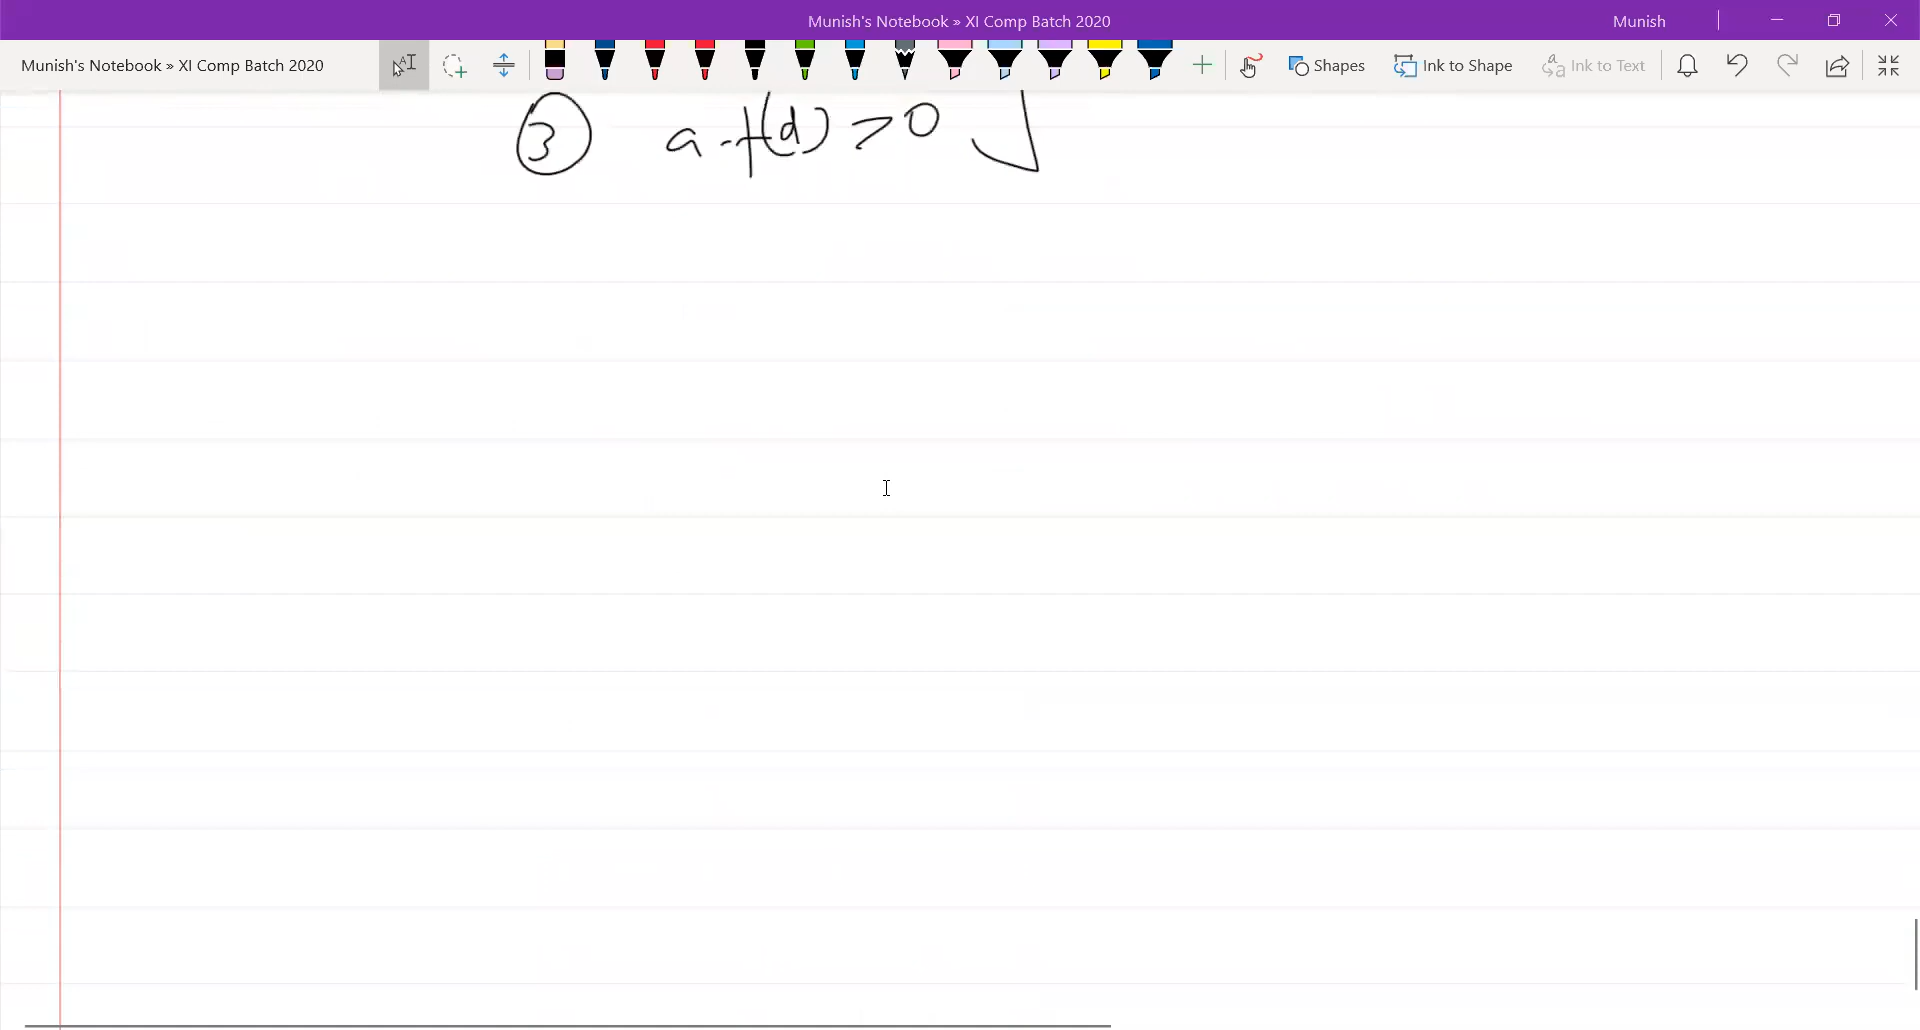 Munish's Notebook » XI Comp Batch 2020
Munish
Munish's Notebook » XI Comp Batch 2020
Shapes
Ink to Shape
Ink to Text
③ a.f(d) > 0